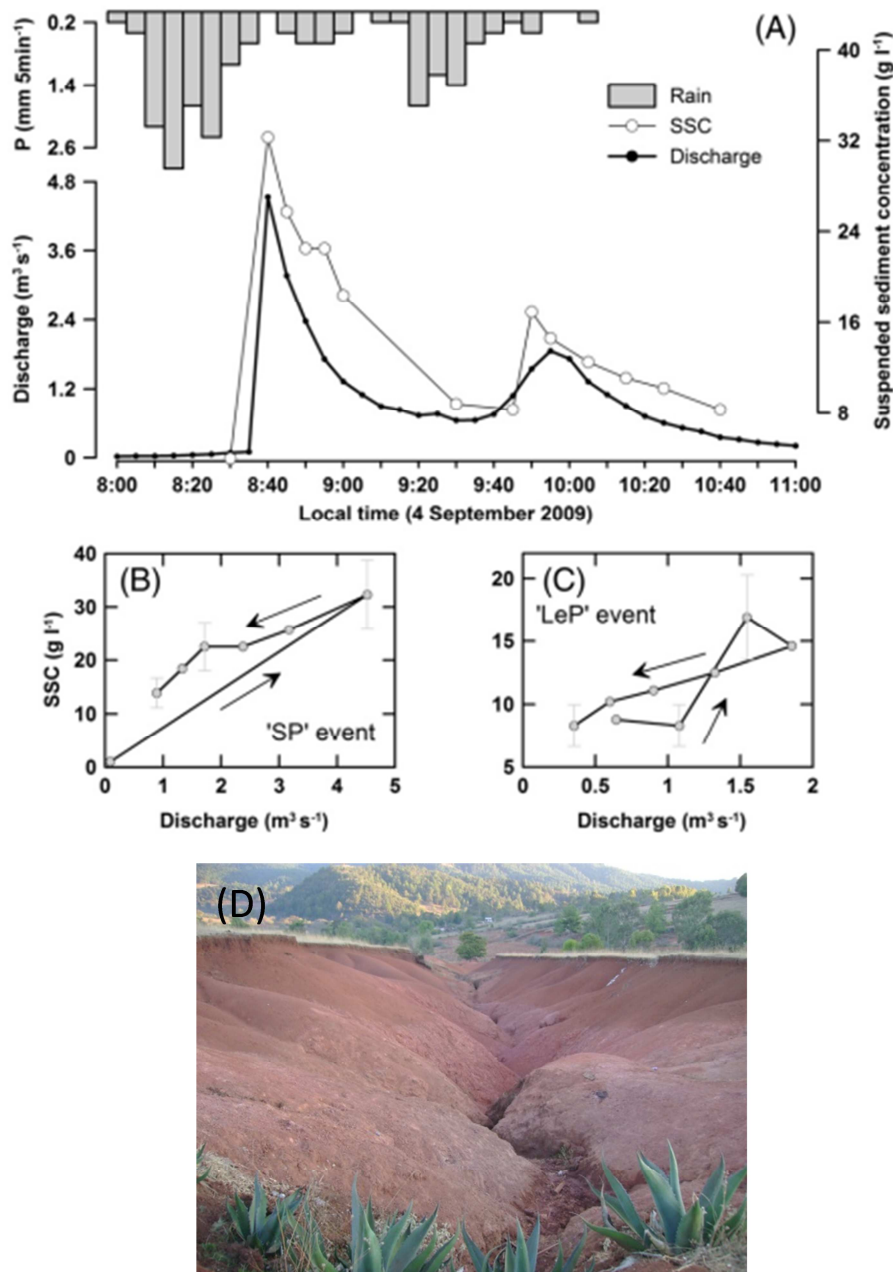 (A)
P (mm 5min⁻¹)
0.2
1.4
2.6
Rain
SSC
Discharge
Discharge (m³ s⁻¹)
4.8
3.6
2.4
1.2
0
Suspended sediment concentration (g l⁻¹)
40
32
24
16
8
8:00 8:20 8:40 9:00 9:20 9:40 10:00 10:20 10:40 11:00
Local time (4 September 2009)
(B)
SSC (g l⁻¹)
40
30
20
10
0
'SP' event
0 1 2 3 4 5
Discharge (m³ s⁻¹)
(C)
'LeP' event
20
15
10
5
0 0.5 1 1.5 2
Discharge (m³ s⁻¹)
(D)